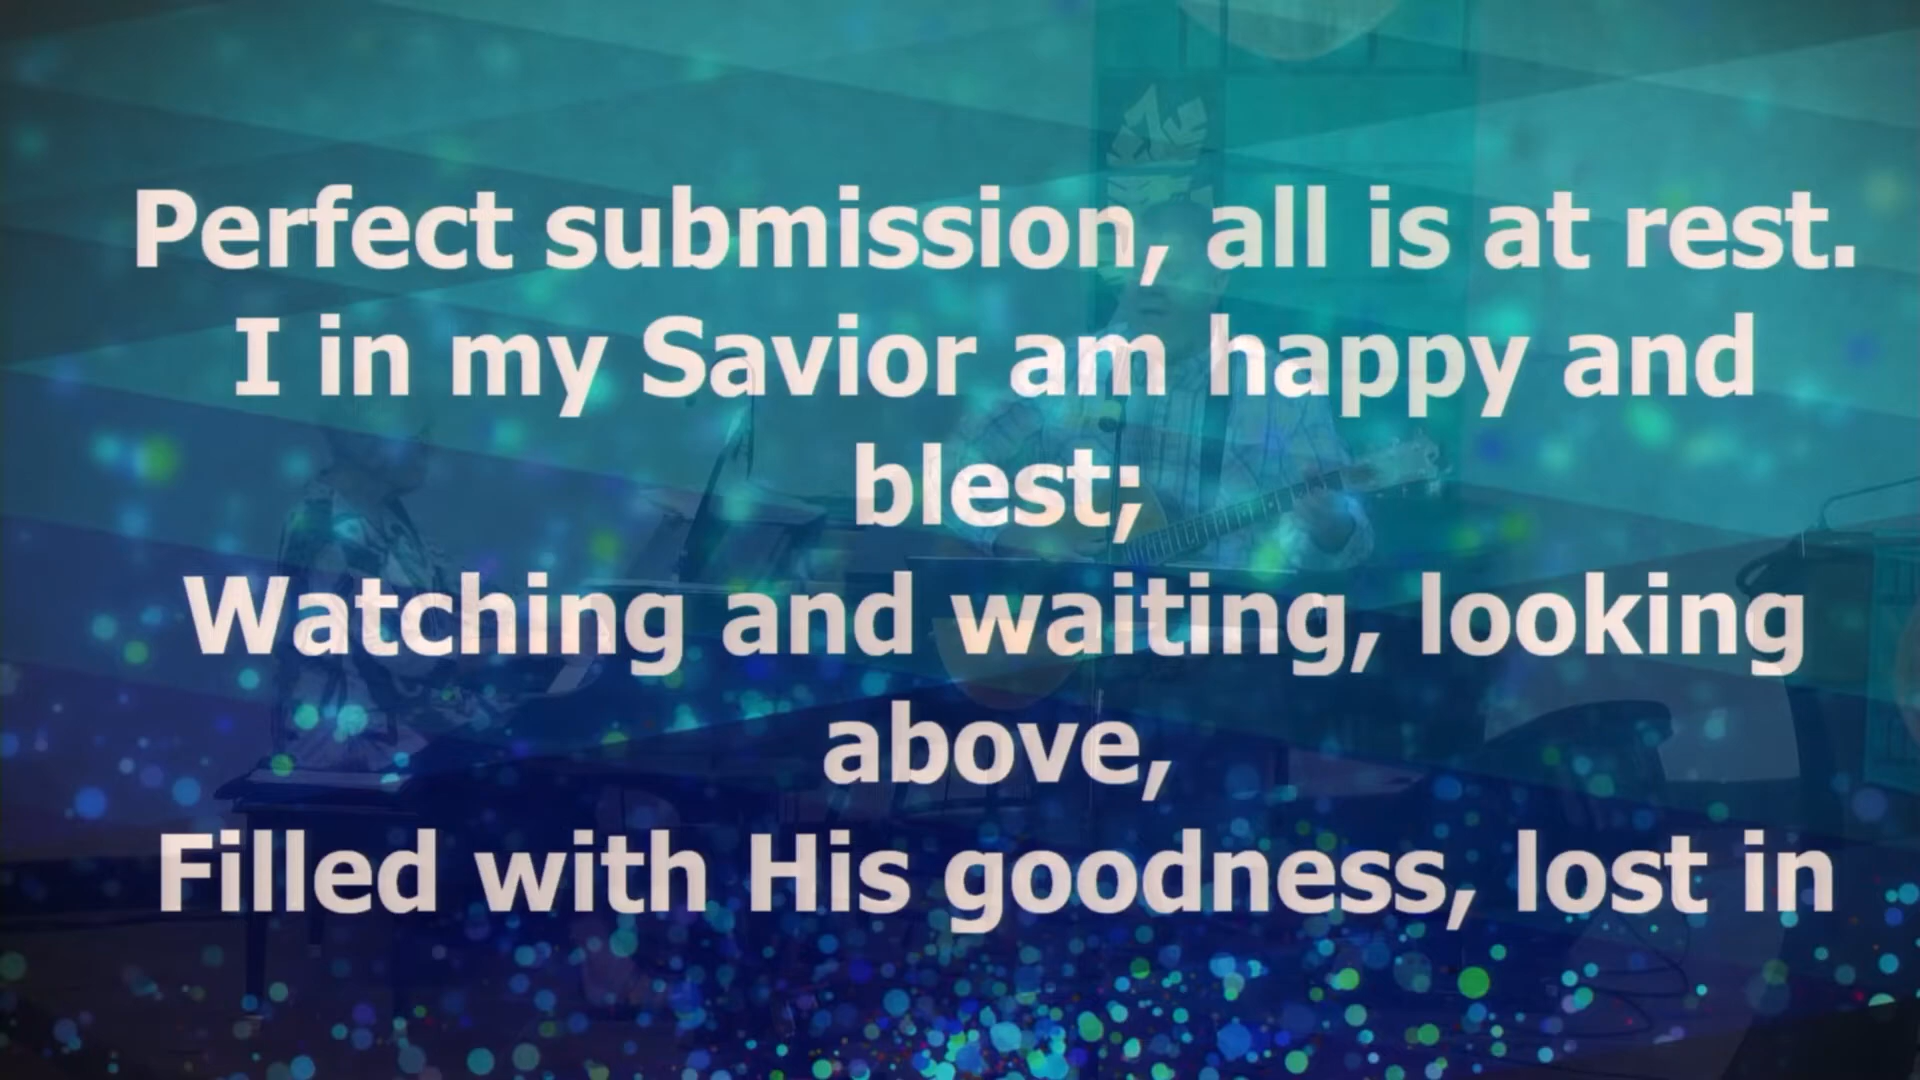 Perfect submission, all is at rest.
I in my Savior am happy and
blest;
Watching and waiting, looking
above,
Filled with His goodness, lost in